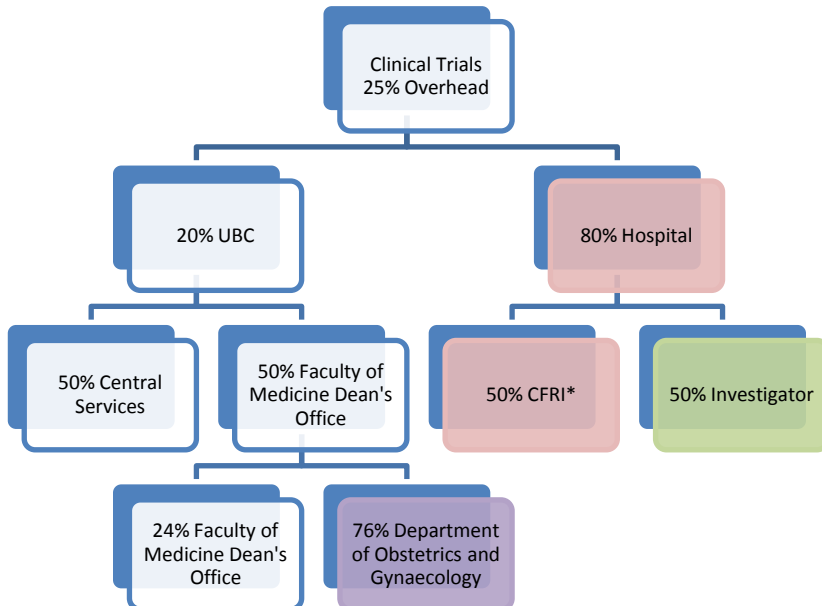 Clinical Trials
25% Overhead
20% UBC
80% Hospital
50% Central
Services
50% Faculty of
Medicine Dean's
Office
50% CFRI*
50% Investigator
24% Faculty of
Medicine Dean's
Office
76% Department
of Obstetrics and
Gynaecology